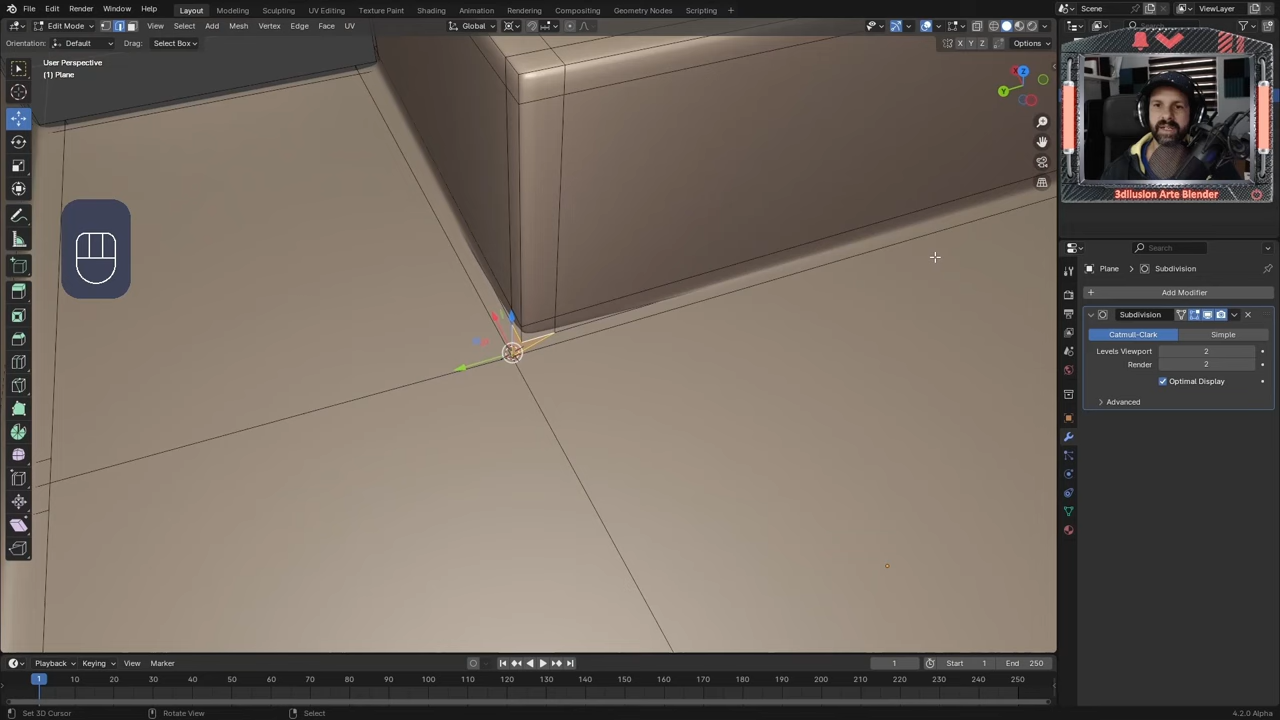 File Edit Render Window Help Layout Modeling Sculpting UV Editing Texture Paint Shading Animation Rendering Compositing Geometry Nodes Scripting + Scene ViewLayer
Edit Mode View Select Add Mesh Vertex Edge Face UV Global
Orientation: Default Drag: Select Box X Y Z Options
User Perspective
(1) Plane
Z
Y
3dIlusion Arte Blender
Search
Plane > Subdivision
+ Add Modifier
Subdivision
Catmull-Clark Simple
Levels Viewport 2
Render 2
Optimal Display
Advanced
Playback Keying View Marker 1 Start 1 End 250
1 10 20 30 40 50 60 70 80 90 100 110 120 130 140 150 160 170 180 190 200 210 220 230 240 250
Set 3D Cursor Rotate View Select 4.2.0 Alpha